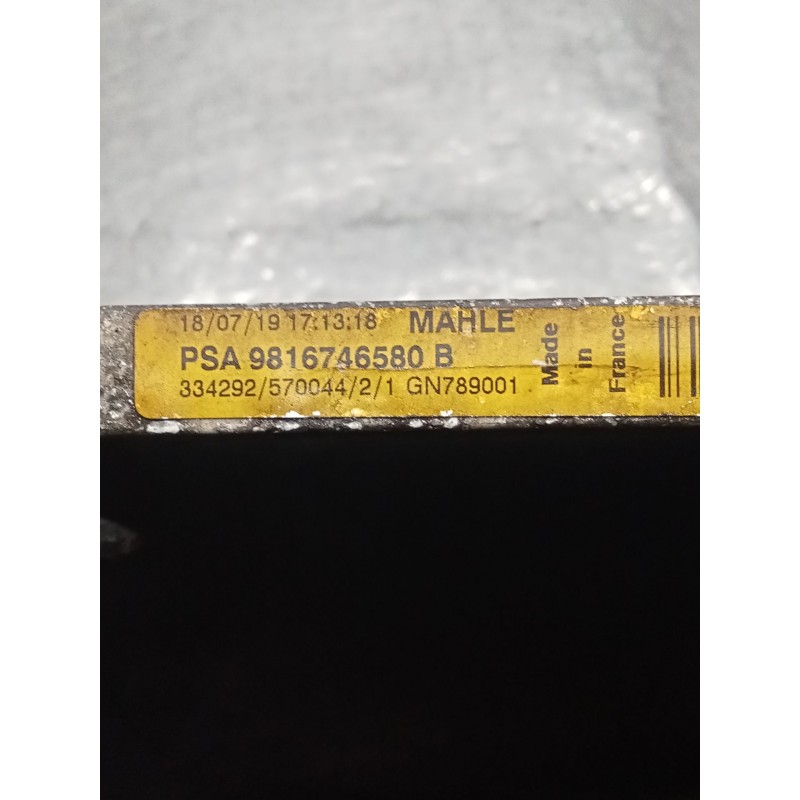 18/07/19 17:13:18 MAHLE
PSA 9816746580 B
334292/570044/2/1 GN789001
Made
in
France